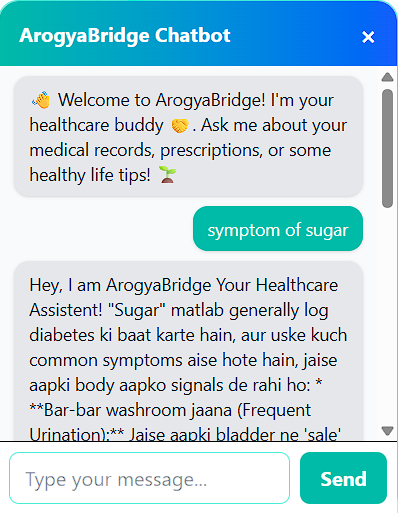 ArogyaBridge Chatbot ×
👋 Welcome to ArogyaBridge! I'm your
healthcare buddy 🤝. Ask me about your
medical records, prescriptions, or some
healthy life tips! 🌱
symptom of sugar
Hey, I am ArogyaBridge Your Healthcare
Assistent! "Sugar" matlab generally log
diabetes ki baat karte hain, aur uske kuch
common symptoms aise hote hain, jaise
aapki body aapko signals de rahi ho: *
**Bar-bar washroom jaana (Frequent
Urination):** Jaise aapki bladder ne 'sale'
Type your message...
Send